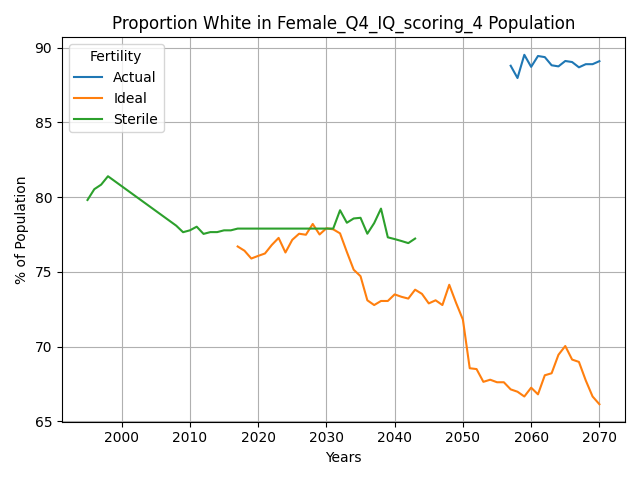 Proportion White in Female_Q4_IQ_scoring_4 Population
Fertility
Actual
Ideal
Sterile
% of Population
90
85
80
75
70
65
2000 2010 2020 2030 2040 2050 2060 2070
Years